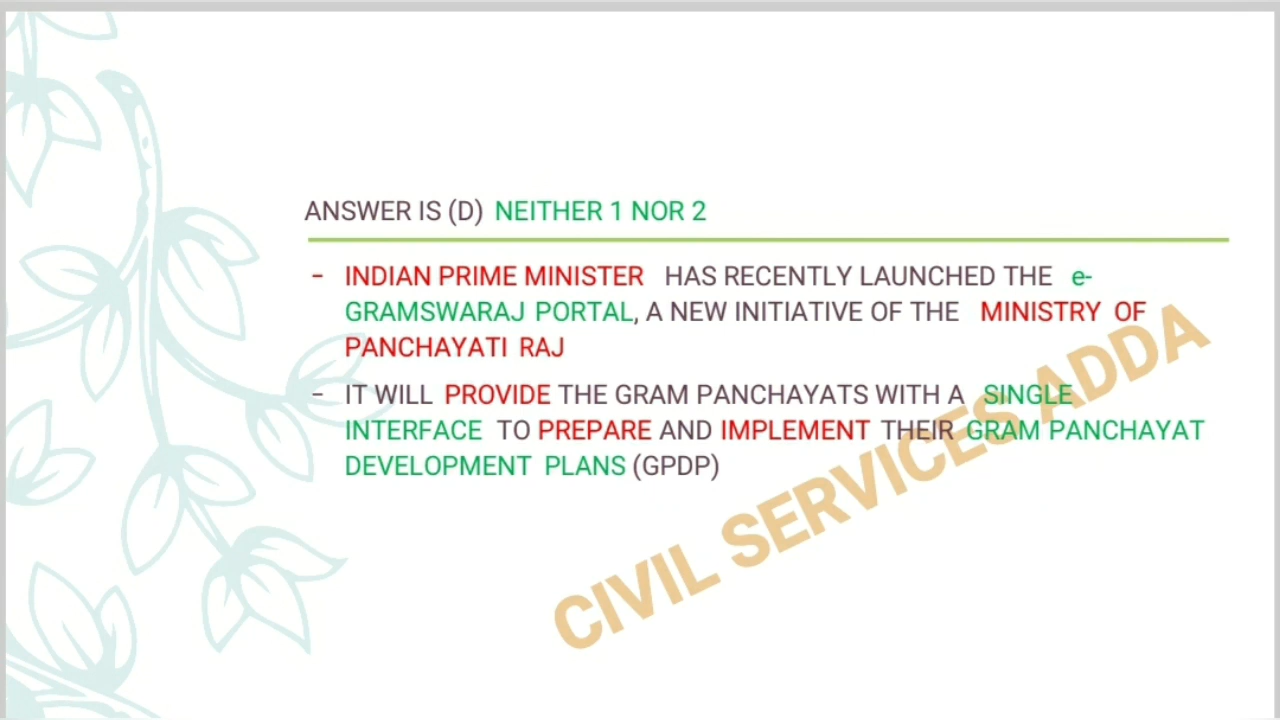 ANSWER IS (D) NEITHER 1 NOR 2
- INDIAN PRIME MINISTER HAS RECENTLY LAUNCHED THE e-
GRAMSWARAJ PORTAL, A NEW INITIATIVE OF THE MINISTRY OF
PANCHAYATI RAJ
- IT WILL PROVIDE THE GRAM PANCHAYATS WITH A SINGLE
INTERFACE TO PREPARE AND IMPLEMENT THEIR GRAM PANCHAYAT
DEVELOPMENT PLANS (GPDP)
CIVIL SERVICES ADDA